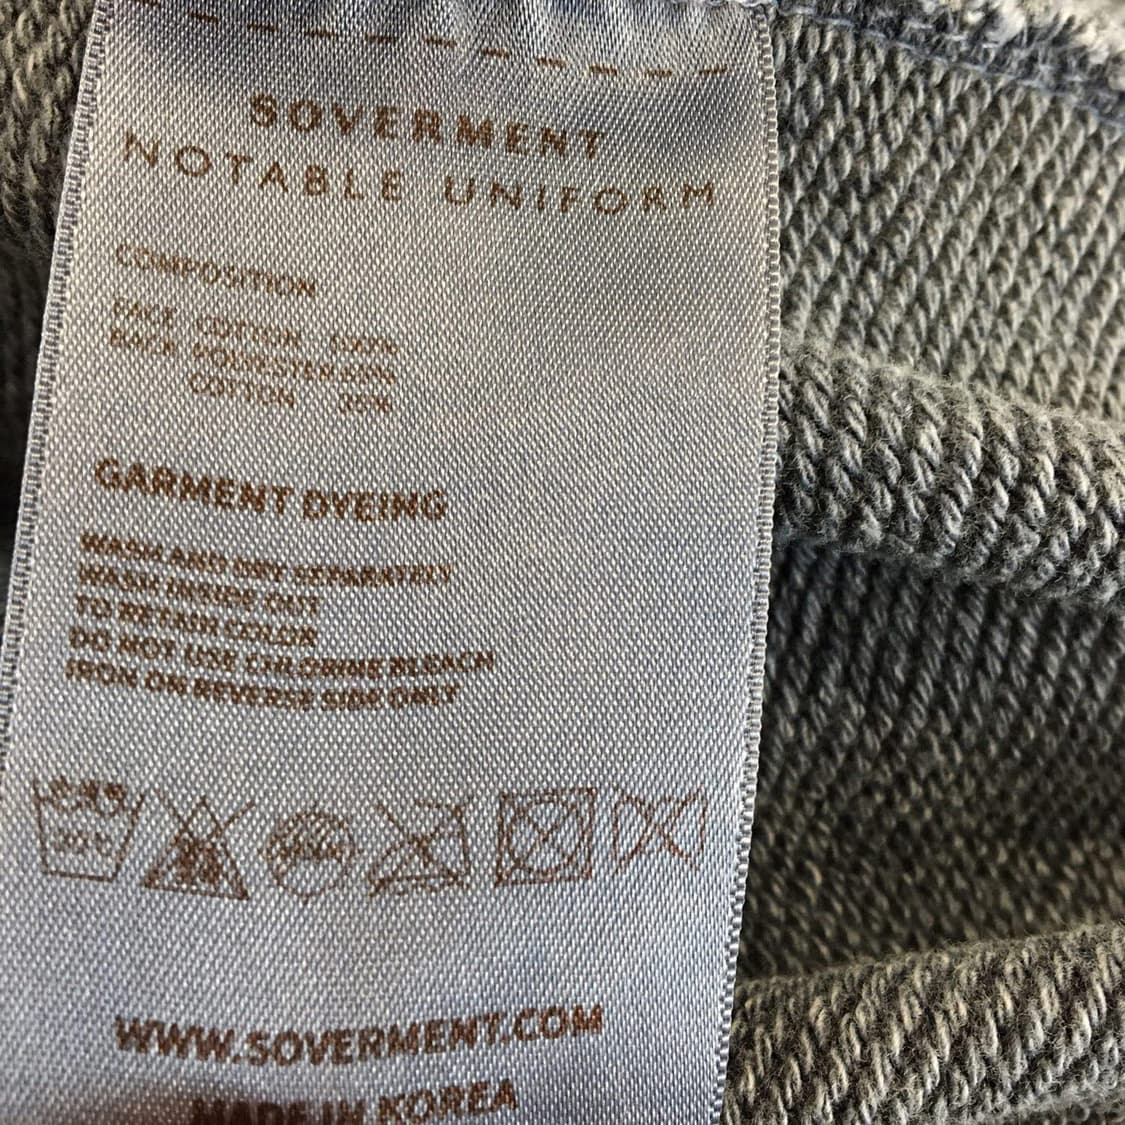 SOVERMENT
NOTABLE UNIFORM
COMPOSITION
FACE COTTON 100%
BACK POLYESTER
COTTON 35%
GARMENT DYEING
WASH AND DRY SEPARATELY
WASH INSIDE OUT
TO RETAIN COLOR
DO NOT USE CHLORINE BLEACH
IRON ON REVERSE SIDE ONLY
WWW.SOVERMENT.COM
MADE IN KOREA